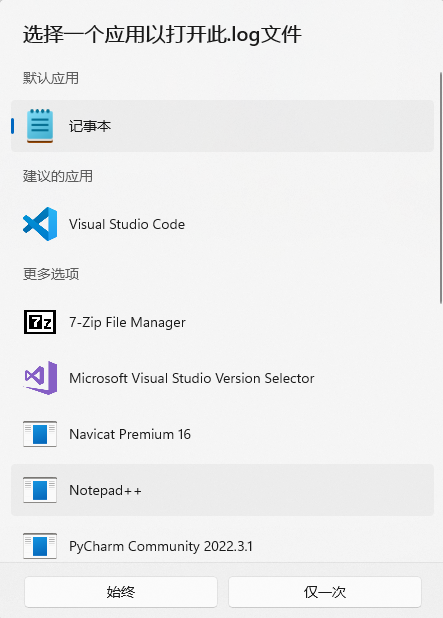 选择一个应用以打开此.log文件
默认应用
记事本
建议的应用
Visual Studio Code
更多选项
7z
7-Zip File Manager
Microsoft Visual Studio Version Selector
Navicat Premium 16
Notepad++
PyCharm Community 2022.3.1
始终
仅一次